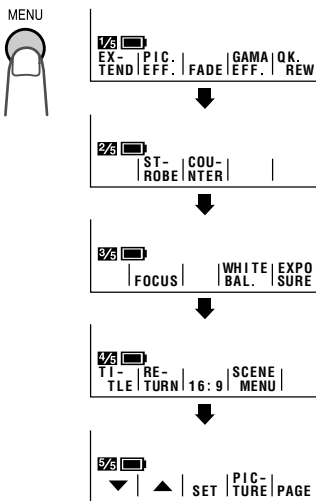 MENU
1/5
EX- PIC. GAMA QK.
TEND EFF. FADE EFF. REW
2/5
ST- COU-
ROBE NTER
3/5
WHITE EXPO
FOCUS BAL. SURE
4/5
TI- RE- SCENE
TLE TURN 16:9 MENU
5/5
PIC-
▼ ▲ SET TURE PAGE